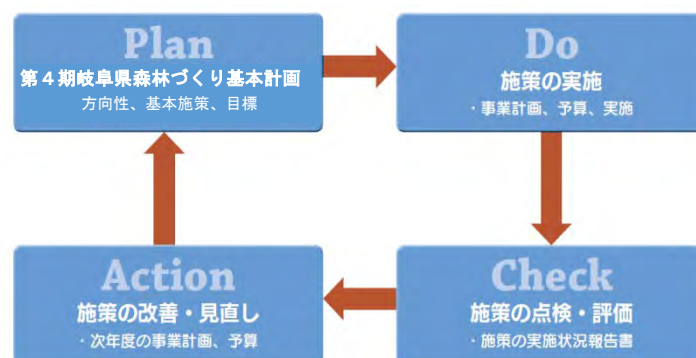 Plan
第４期岐阜県森林づくり基本計画
方向性、基本施策、目標
Do
施策の実施
・事業計画、予算、実施
Check
施策の点検・評価
・施策の実施状況報告書
Action
施策の改善・見直し
・次年度の事業計画、予算